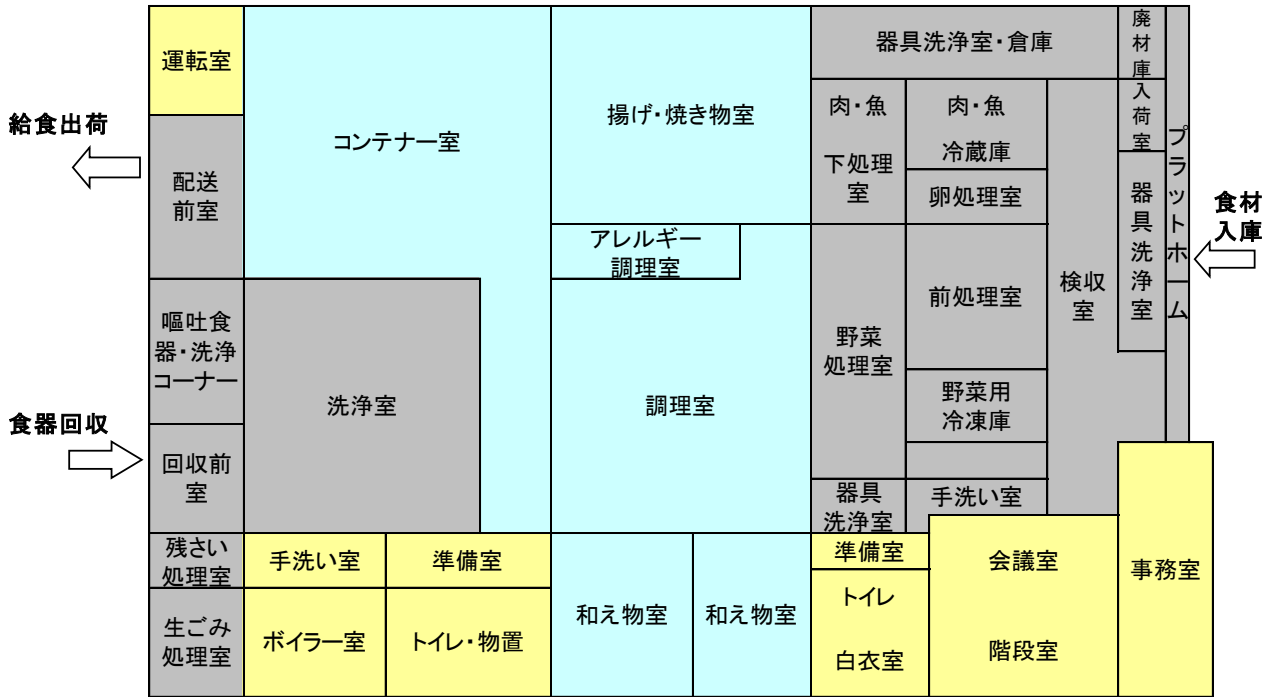 運転室
給食出荷
配送
前室
嘔吐食
器・洗浄
コーナー
食器回収
回収前
室
残さい
処理室
生ごみ
処理室
コンテナー室
洗浄室
手洗い室
準備室
ボイラー室
トイレ・物置
揚げ・焼き物室
アレルギー
調理室
調理室
和え物室
和え物室
器具洗浄室・倉庫
肉・魚
下処理
室
肉・魚
冷蔵庫
卵処理室
野菜
処理室
前処理室
野菜用
冷凍庫
器具
洗浄室
手洗い室
検収
室
準備室
トイレ
白衣室
会議室
階段室
事務室
廃材庫
入荷室
器具洗浄室
プラットホーム
食材
入庫